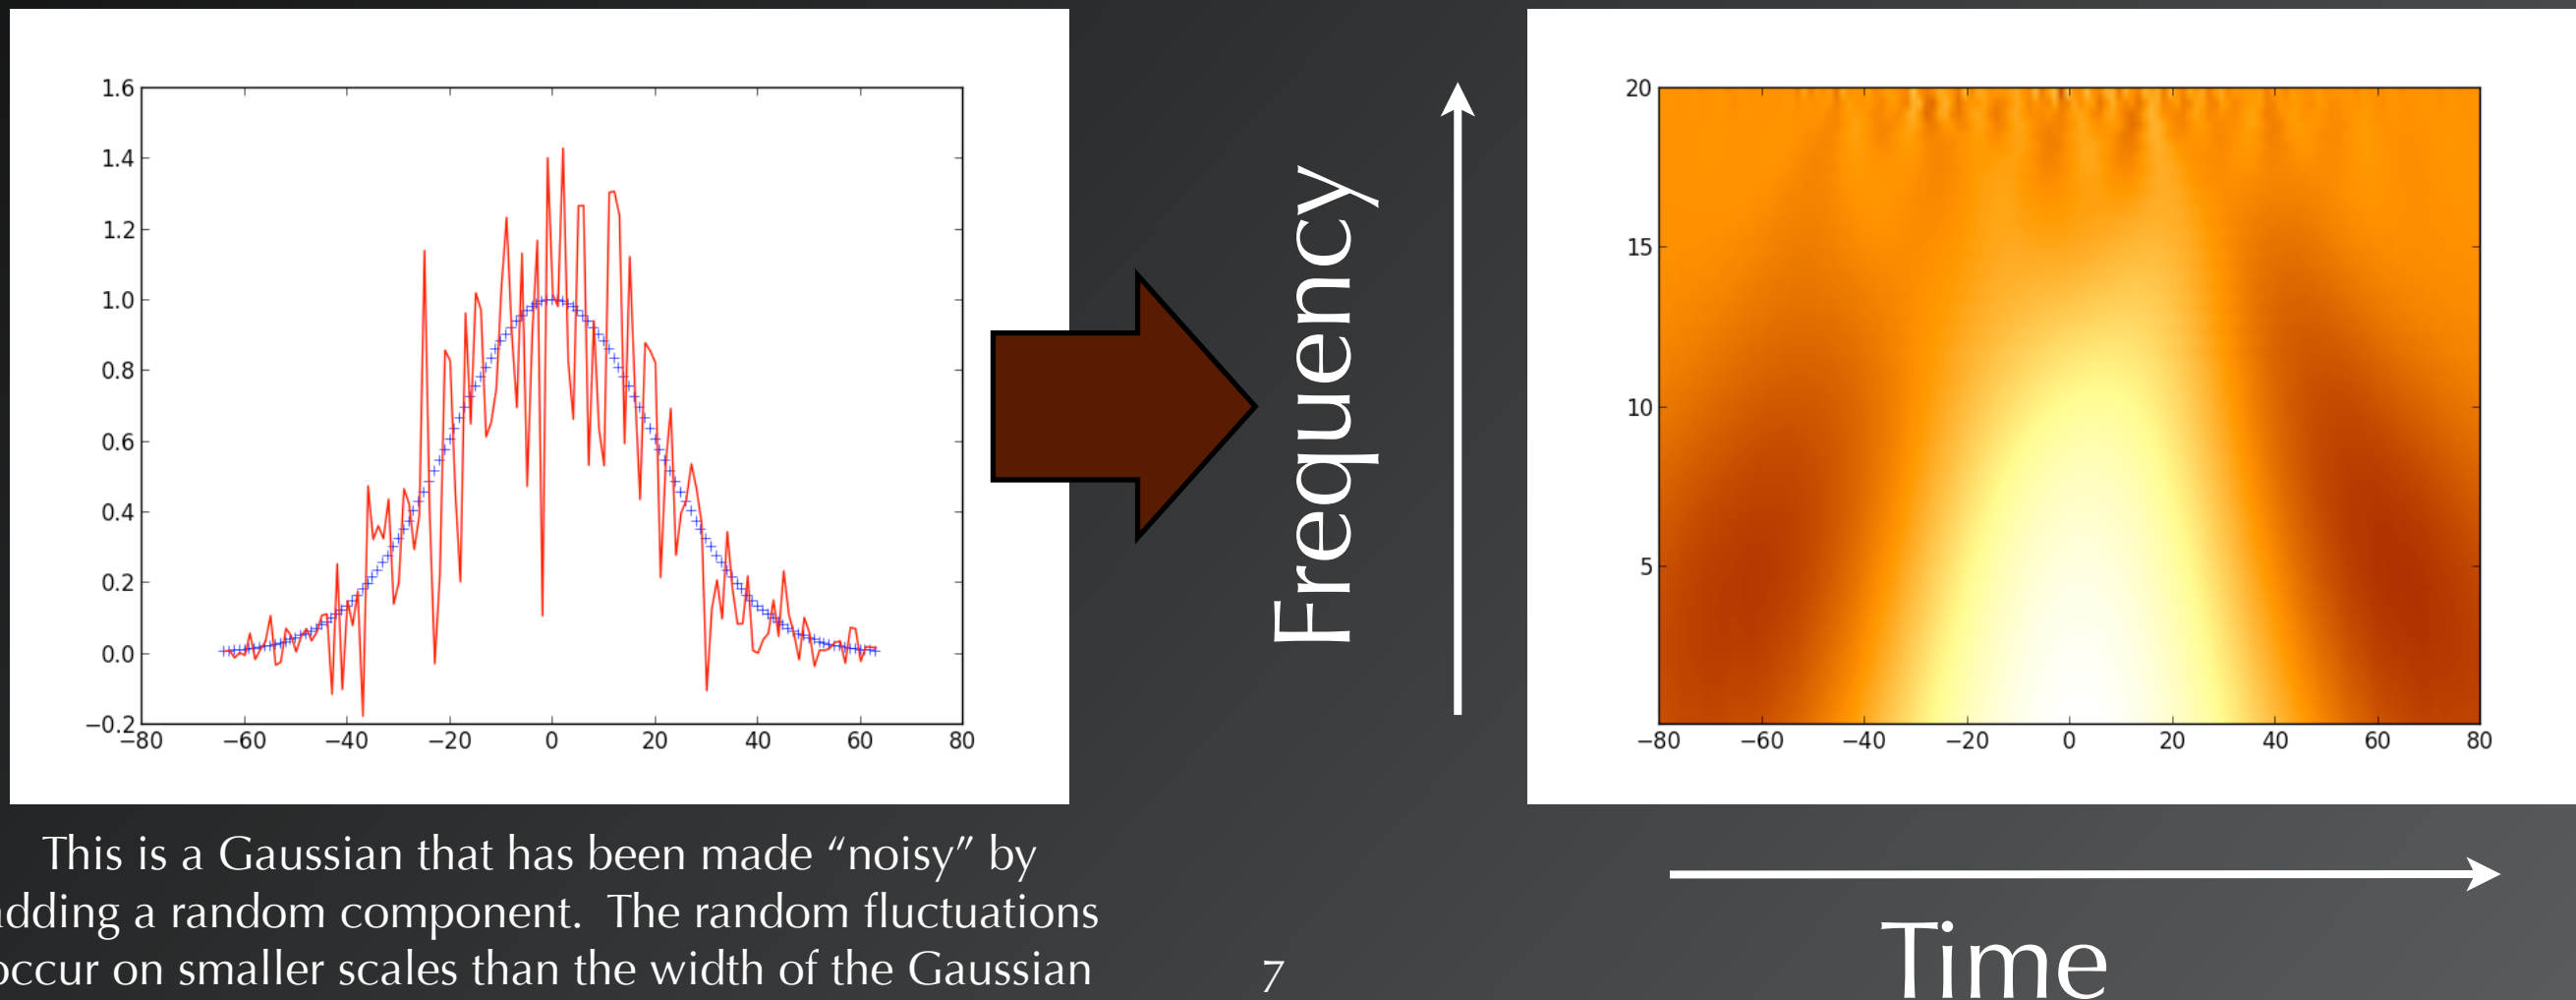 1.6
1.4
1.2
1.0
0.8
0.6
0.4
0.2
0.0
−0.2
−80 −60 −40 −20 0 20 40 60 80
Frequency
20
15
10
5
−80 −60 −40 −20 0 20 40 60 80
Time
This is a Gaussian that has been made “noisy” by
adding a random component. The random fluctuations
occur on smaller scales than the width of the Gaussian
7